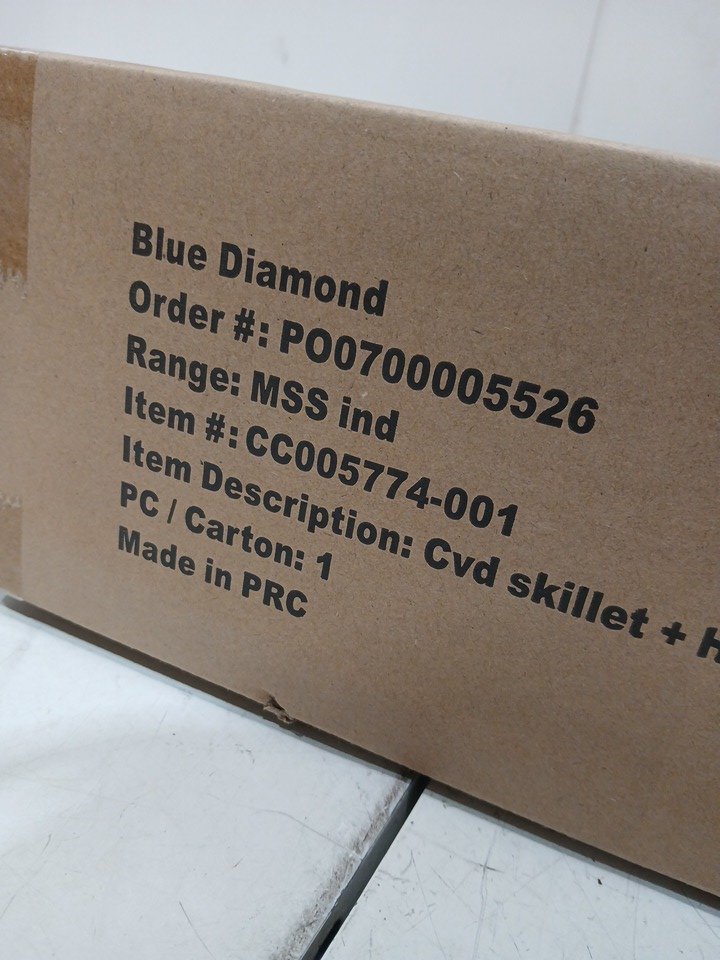 Blue Diamond
Order #: PO0700005526
Range: MSS ind
Item #: CC005774-001
Item Description: Cvd skillet +
PC / Carton: 1
Made in PRC